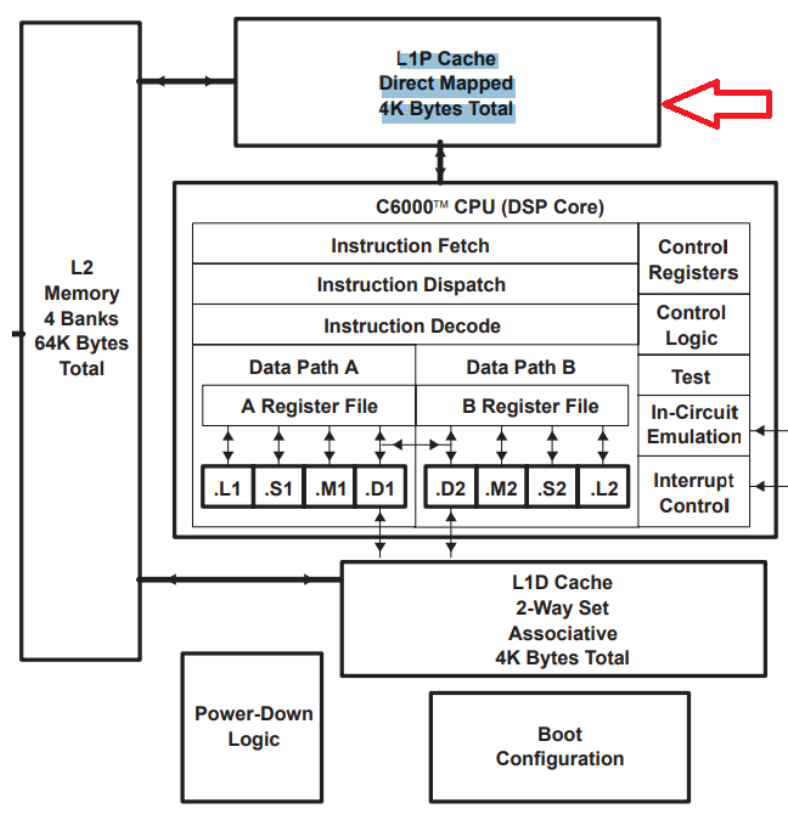 L1P Cache
Direct Mapped
4K Bytes Total
C6000™ CPU (DSP Core)
Instruction Fetch
Instruction Dispatch
Instruction Decode
Control
Registers
Control
Logic
Test
In-Circuit
Emulation
Interrupt
Control
L2
Memory
4 Banks
64K Bytes
Total
Data Path A
A Register File
.L1 .S1 .M1 .D1
Data Path B
B Register File
.D2 .M2 .S2 .L2
L1D Cache
2-Way Set
Associative
4K Bytes Total
Power-Down
Logic
Boot
Configuration